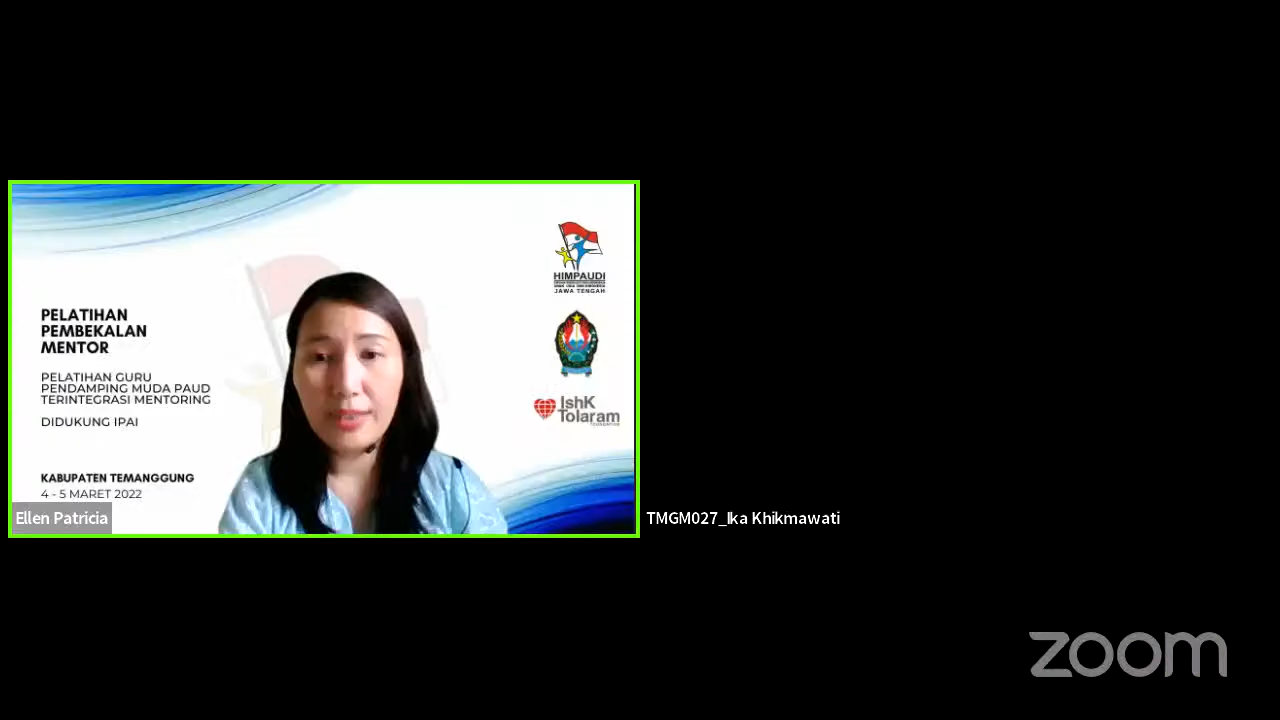 PELATIHAN
PEMBEKALAN
MENTOR
PELATIHAN GURU
PENDAMPING MUDA PAUD
TERINTEGRASI MENTORING
DIDUKUNG IPAI
KABUPATEN TEMANGGUNG
4 - 5 MARET 2022
HIMPAUDI
JAWA TENGAH
IshK
Tolaram
FOUNDATION
Ellen Patricia
TMGM027_Ika Khikmawati
zoom